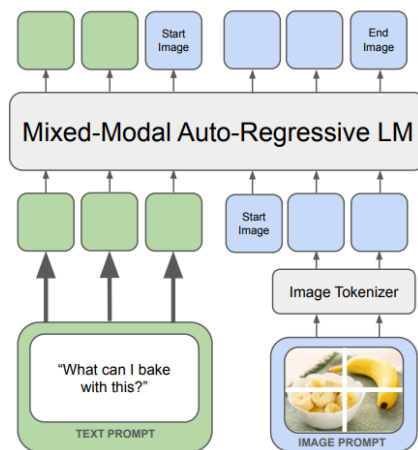 Start
Image
End
Image
Mixed-Modal Auto-Regressive LM
Start
Image
Image Tokenizer
“What can I bake
with this?”
TEXT PROMPT
IMAGE PROMPT